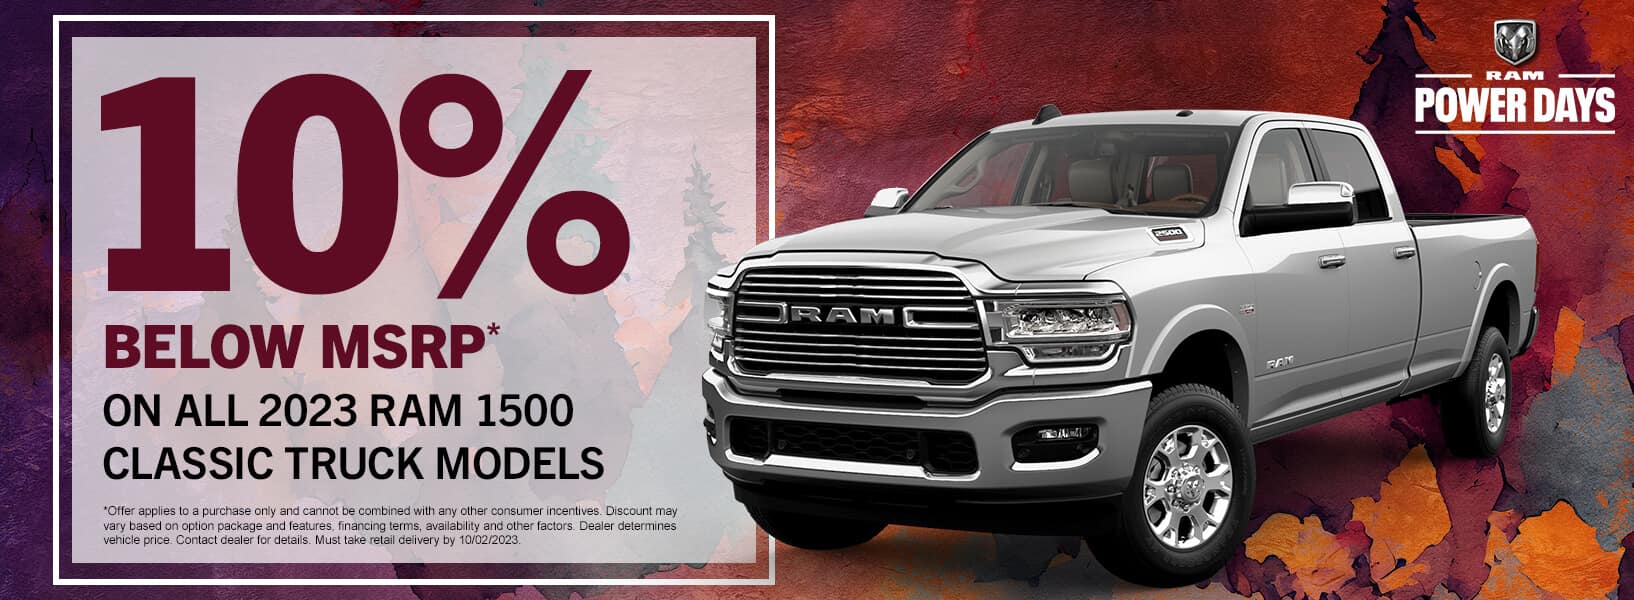 10%
BELOW MSRP*
ON ALL 2023 RAM 1500
CLASSIC TRUCK MODELS
*Offer applies to a purchase only and cannot be combined with any other consumer incentives. Discount may
vary based on option package and features, financing terms, availability and other factors. Dealer determines
vehicle price. Contact dealer for details. Must take retail delivery by 10/02/2023.
RAM
POWER DAYS
2500
RAM
RAM